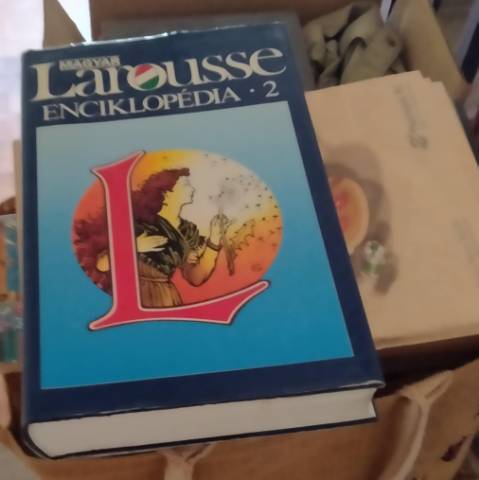 MAGYAR
Larousse
ENCIKLOPÉDIA · 2
L